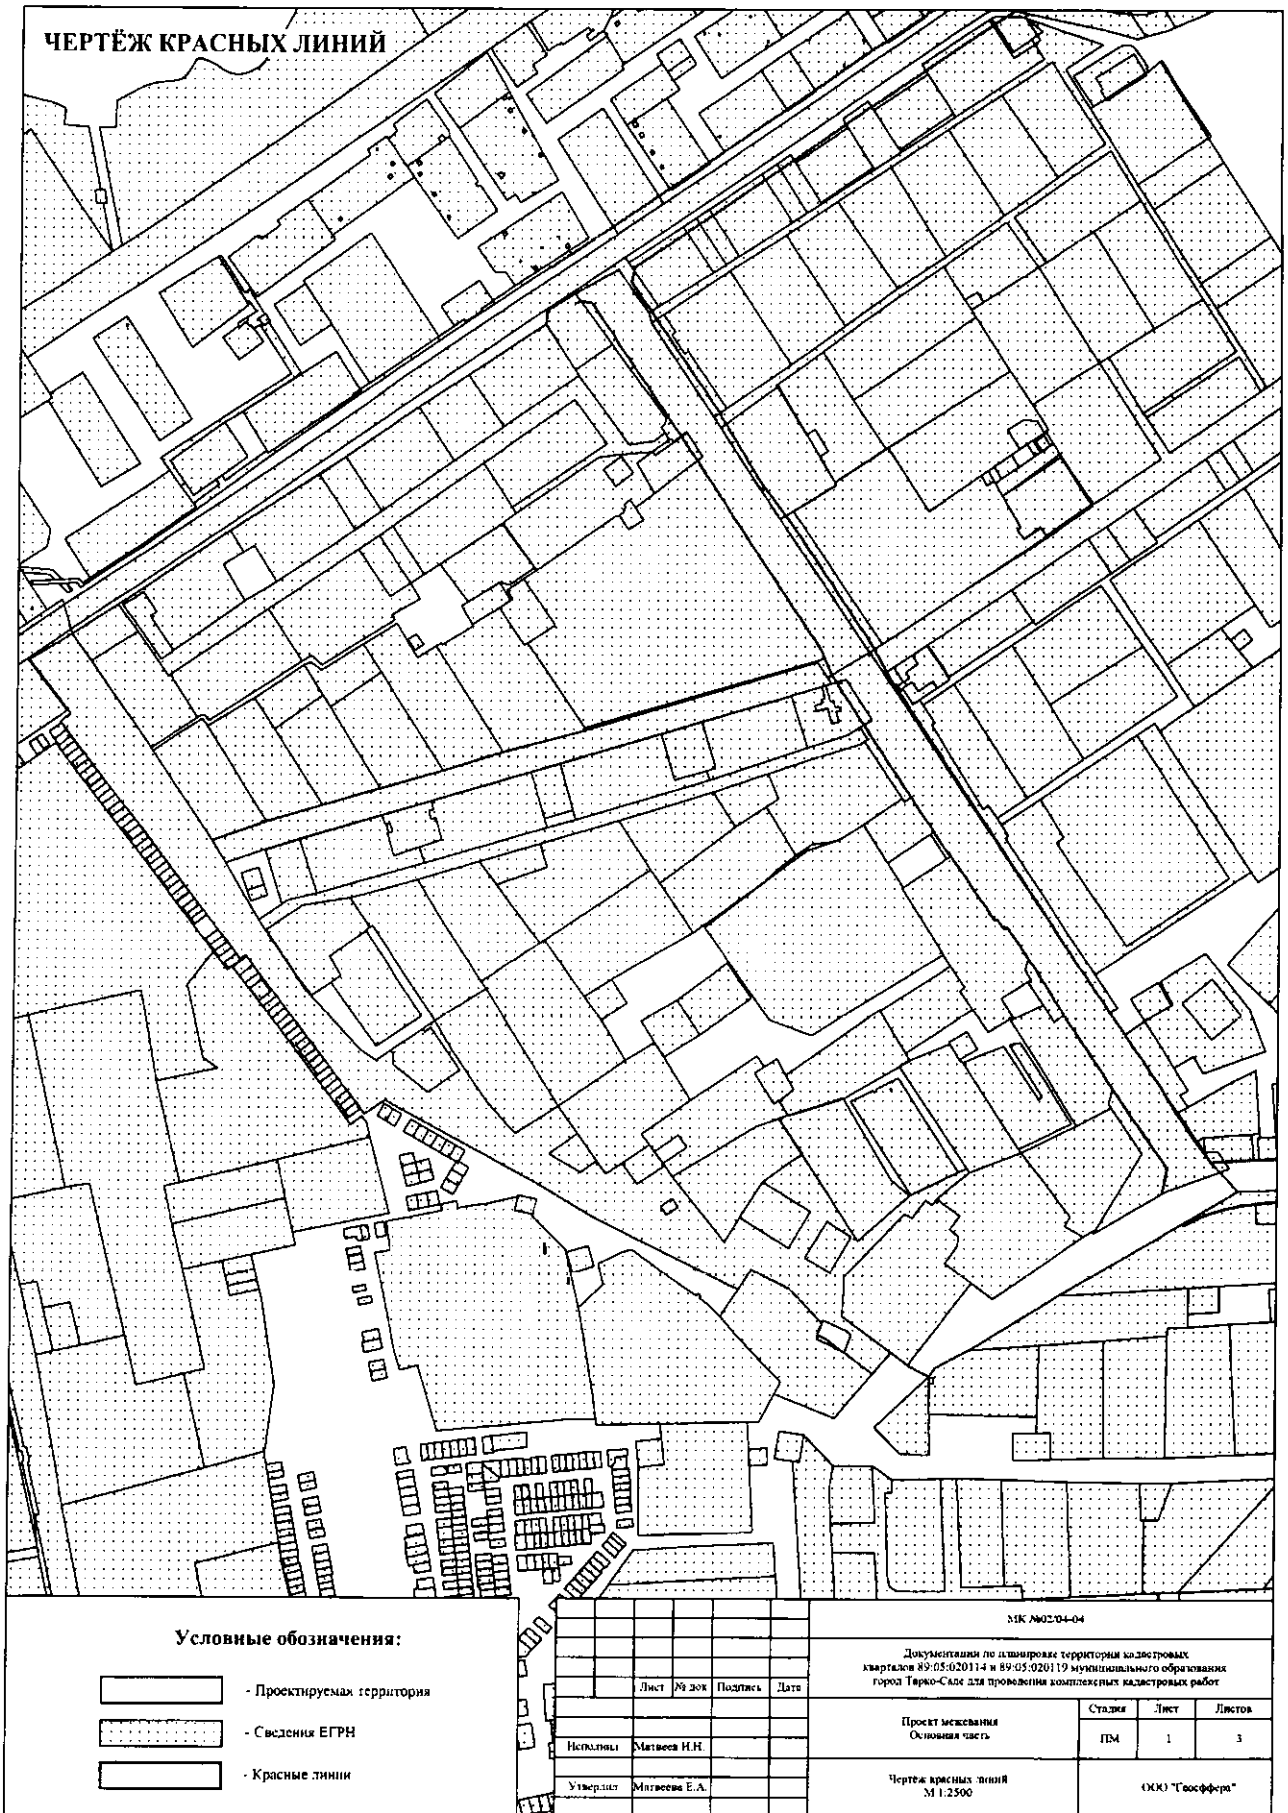 ЧЕРТЁЖ КРАСНЫХ ЛИНИЙ
Условные обозначения:
- Проектируемая территория
- Сведения ЕГРН
- Красные линии
МК №02/04-04
Документации по планировке территории кадастровых
кварталов 89:05:020114 и 89:05:020119 муниципального образования
город Тарко-Сале для проведения комплексных кадастровых работ
Лист № док Подпись Дата
Проект межевания
Основная часть
Стадия Лист Листов
ПМ 1 3
Исполнил Матвеев И.Н.
Утвердил Матвеева Е.А.
Чертеж красных линий
М 1:2500
ООО "Геосффера"